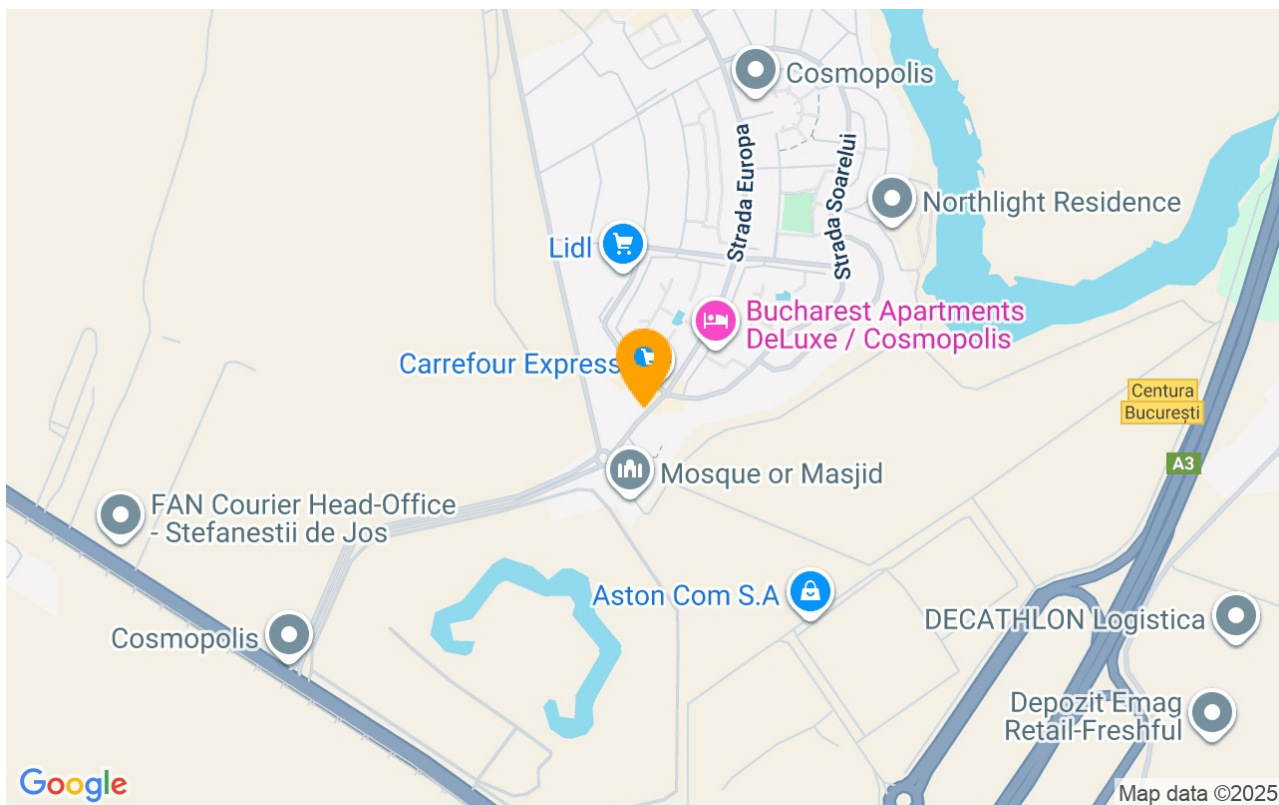 Cosmopolis
Strada Europa
Strada Soarelui
Northlight Residence
Lidl
Bucharest Apartments
DeLuxe / Cosmopolis
Carrefour Express
Centura
București
A3
Mosque or Masjid
FAN Courier Head-Office
- Stefanestii de Jos
Aston Com S.A
DECATHLON Logistica
Cosmopolis
Depozit Emag
Retail-Freshful
Google
Map data ©2025